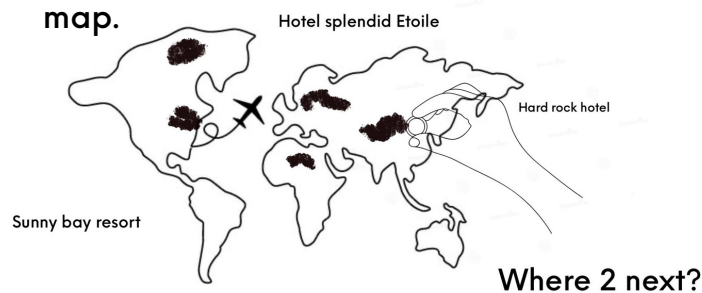 map.
Hotel splendid Etoile
Hard rock hotel
Sunny bay resort
Where 2 next?